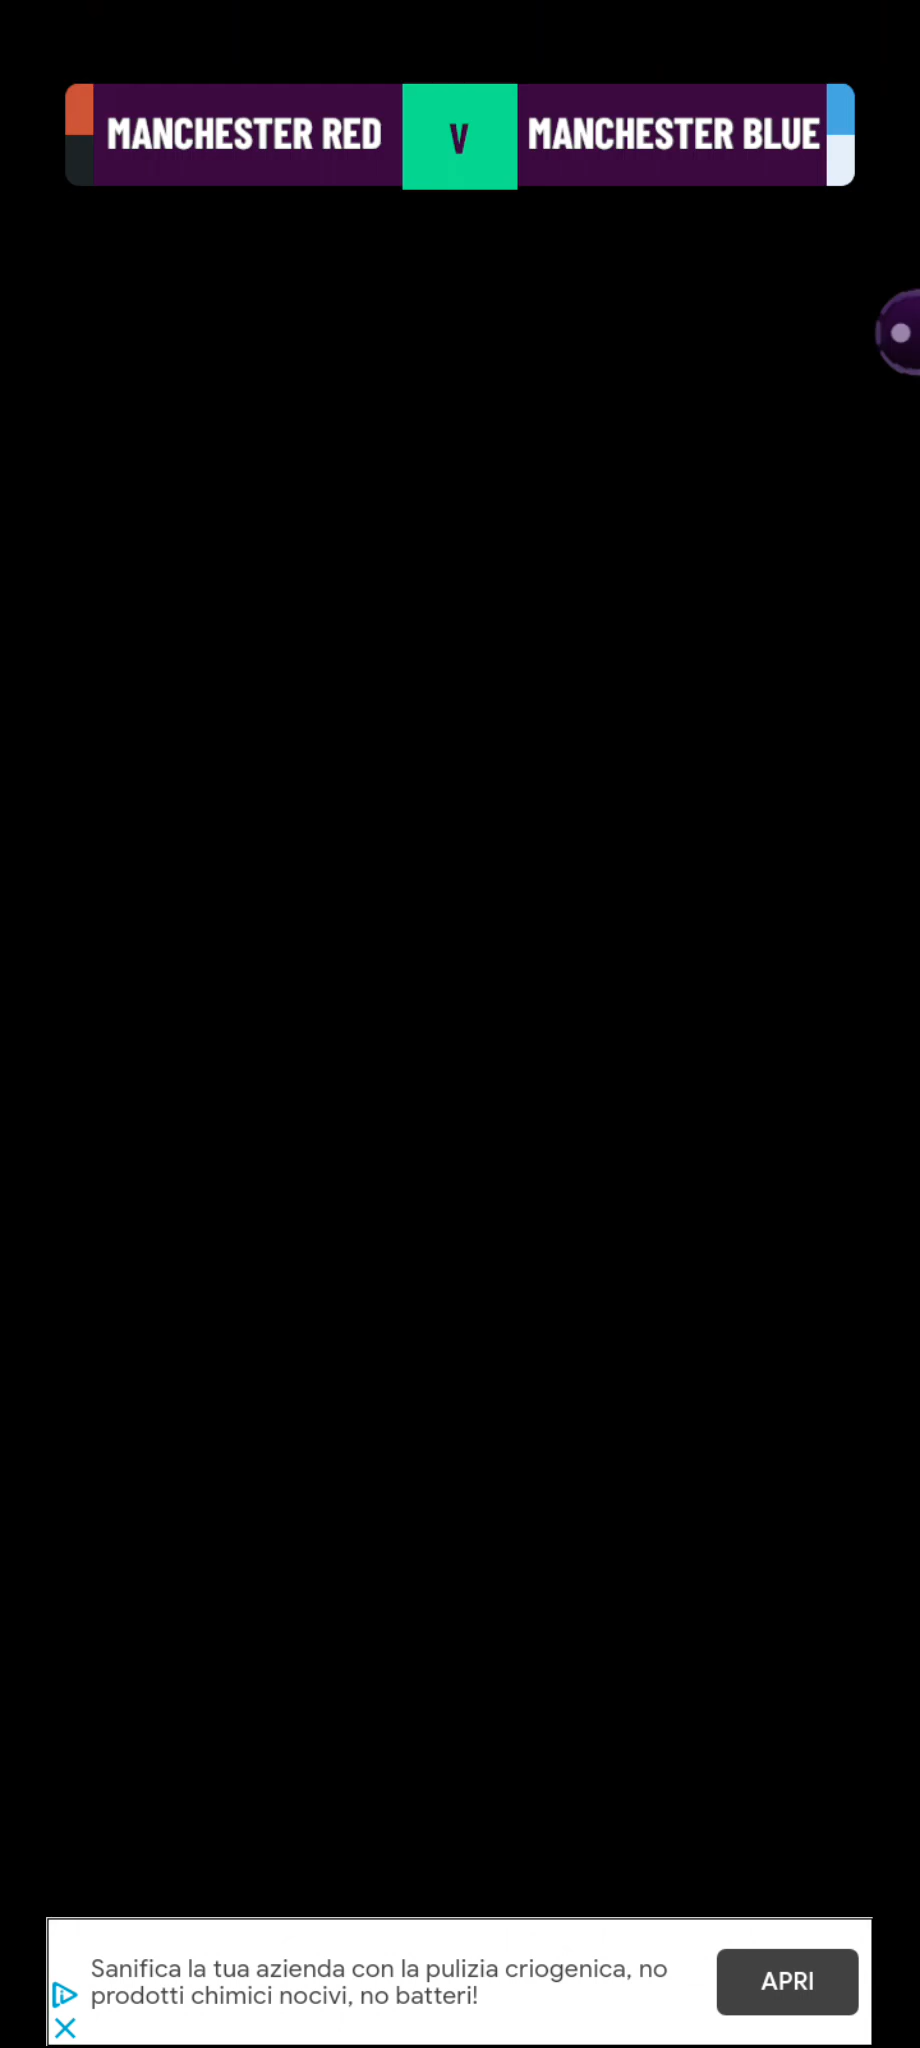 MANCHESTER RED V MANCHESTER BLUE
Sanifica la tua azienda con la pulizia criogenica, no
prodotti chimici nocivi, no batteri!
APRI